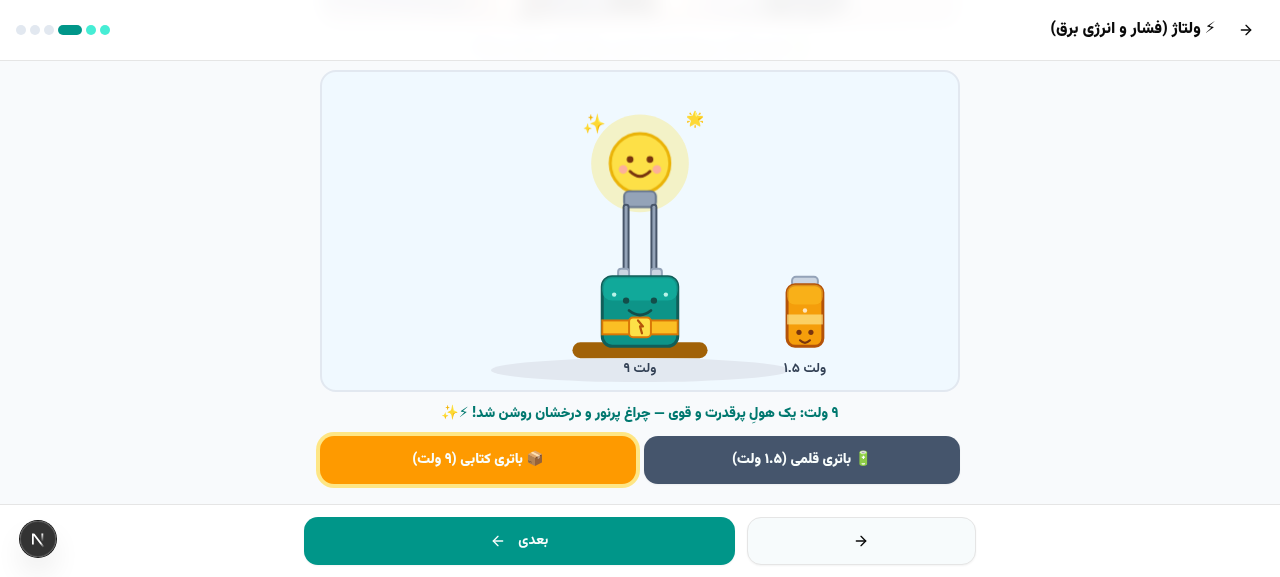 ⚡ ولتاژ (فشار و انرژی برق)
ولت ۹
ولت ۱.۵
۹ ولت: یک هولِ پرقدرت و قوی — چراغ پرنور و درخشان روشن شد! ⚡✨
🔋 باتری قلمی (۱.۵ ولت)
📦 باتری کتابی (۹ ولت)
بعدی
N